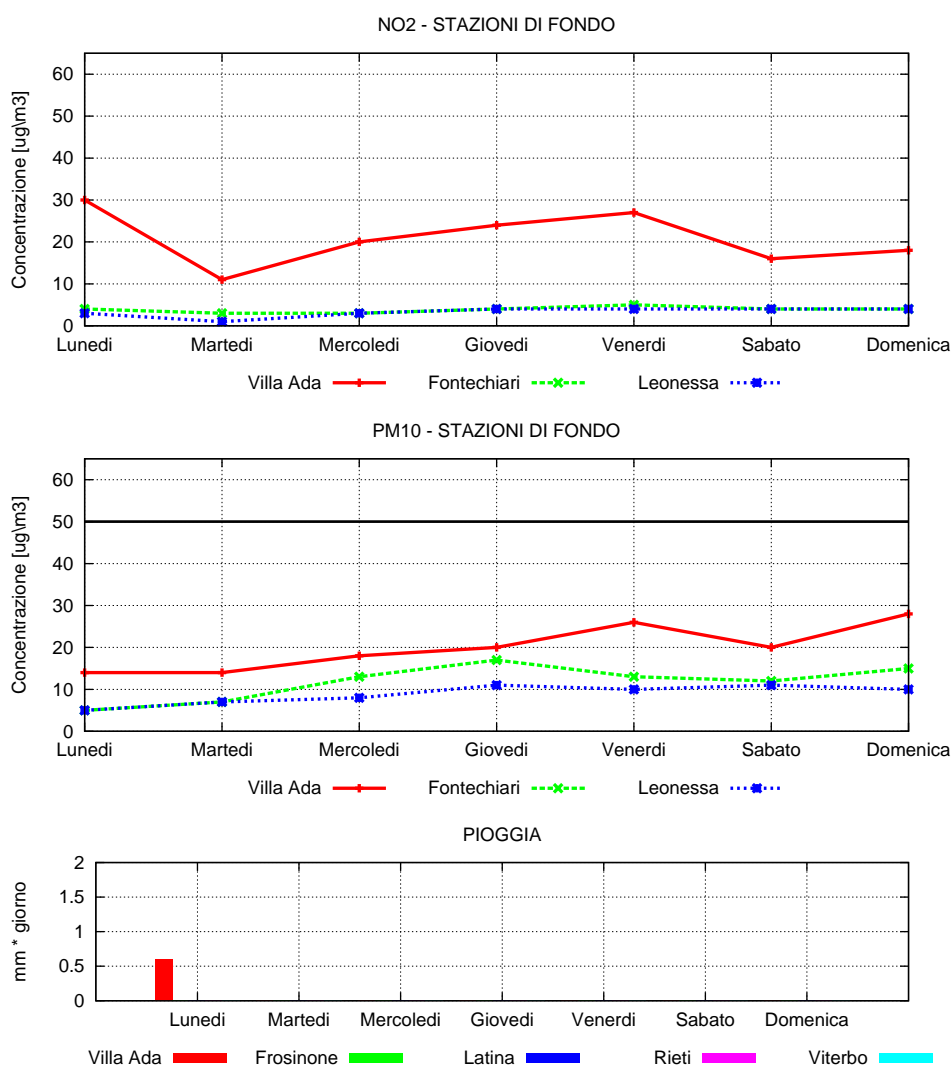 NO2 - STAZIONI DI FONDO
Concentrazione [ug\m3]
60
50
40
30
20
10
0
Lunedi Martedi Mercoledi Giovedi Venerdi Sabato Domenica
Villa Ada Fontechiari Leonessa
PM10 - STAZIONI DI FONDO
Concentrazione [ug\m3]
60
50
40
30
20
10
0
Lunedi Martedi Mercoledi Giovedi Venerdi Sabato Domenica
Villa Ada Fontechiari Leonessa
PIOGGIA
mm * giorno
2
1.5
1
0.5
0
Lunedi Martedi Mercoledi Giovedi Venerdi Sabato Domenica
Villa Ada Frosinone Latina Rieti Viterbo